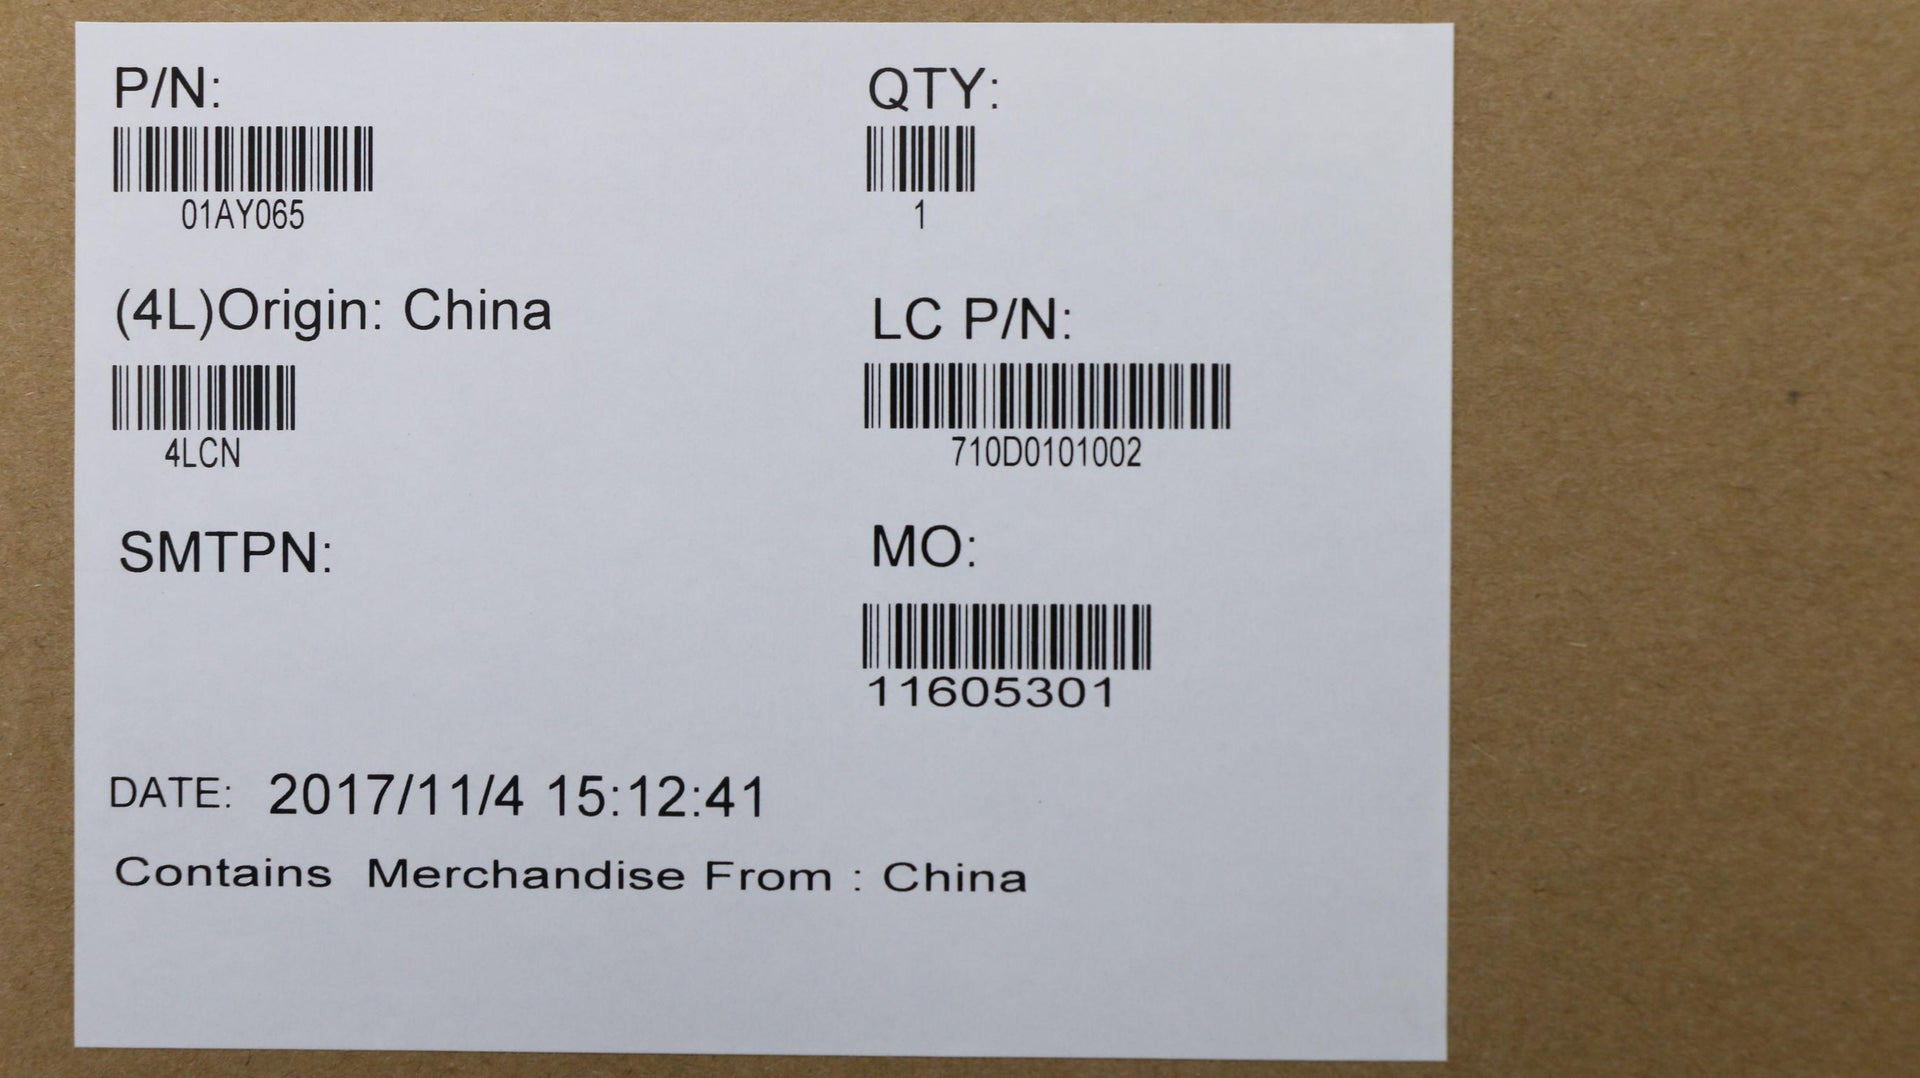 P/N:
01AY065
QTY:
1
(4L)Origin: China
4LCN
LC P/N:
710D0101002
SMTPN:
MO:
11605301
DATE: 2017/11/4 15:12:41
Contains Merchandise From : China